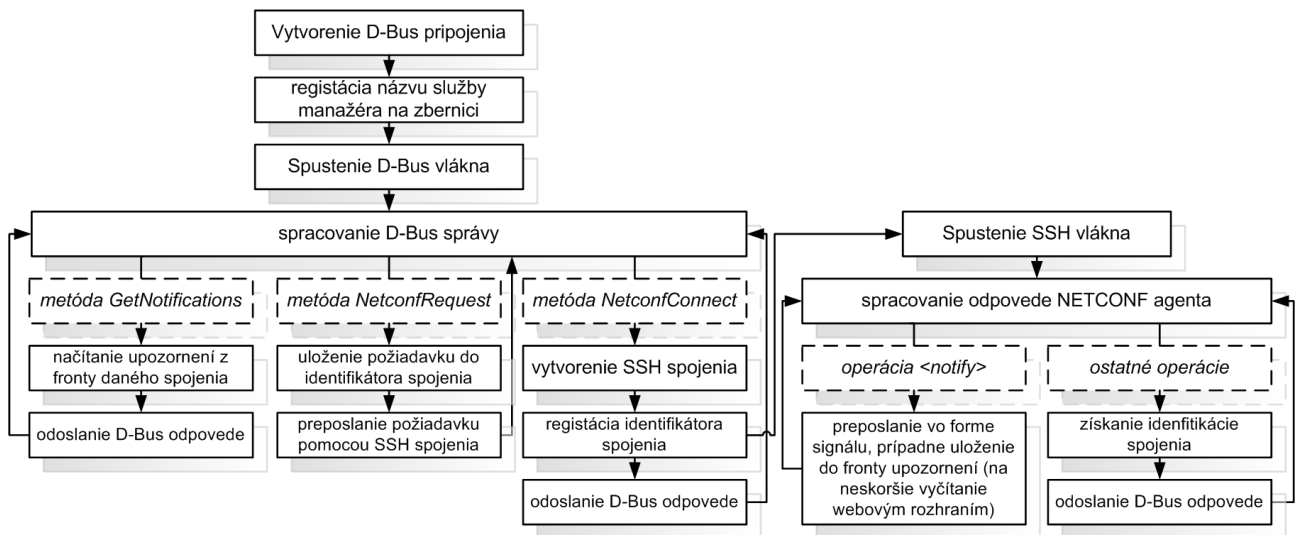 Vytvorenie D-Bus pripojenia
registácia názvu služby
manažéra na zbernici
Spustenie D-Bus vlákna
spracovanie D-Bus správy
metóda GetNotifications
načítanie upozornení z
fronty daného spojenia
odoslanie D-Bus odpovede
metóda NetconfRequest
uloženie požiadavku do
identifikátora spojenia
preposlanie požiadavku
pomocou SSH spojenia
metóda NetconfConnect
vytvorenie SSH spojenia
registácia identifikátora
spojenia
odoslanie D-Bus odpovede
Spustenie SSH vlákna
spracovanie odpovede NETCONF agenta
operácia <notify>
preposlanie vo forme
signálu, prípadne uloženie
do fronty upozornení (na
neskoršie vyčítanie
webovým rozhraním)
ostatné operácie
získanie idenfitikácie
spojenia
odoslanie D-Bus odpovede